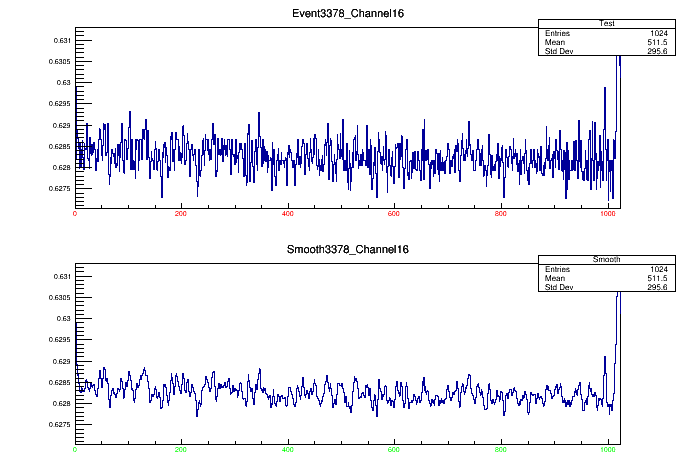 Event3378_Channel16
Test
Entries 1024
Mean 511.5
Std Dev 295.6
0.631
0.6305
0.63
0.6295
0.629
0.6285
0.628
0.6275
0 200 400 600 800 1000
Smooth3378_Channel16
Smooth
Entries 1024
Mean 511.5
Std Dev 295.6
0.631
0.6305
0.63
0.6295
0.629
0.6285
0.628
0.6275
0 200 400 600 800 1000